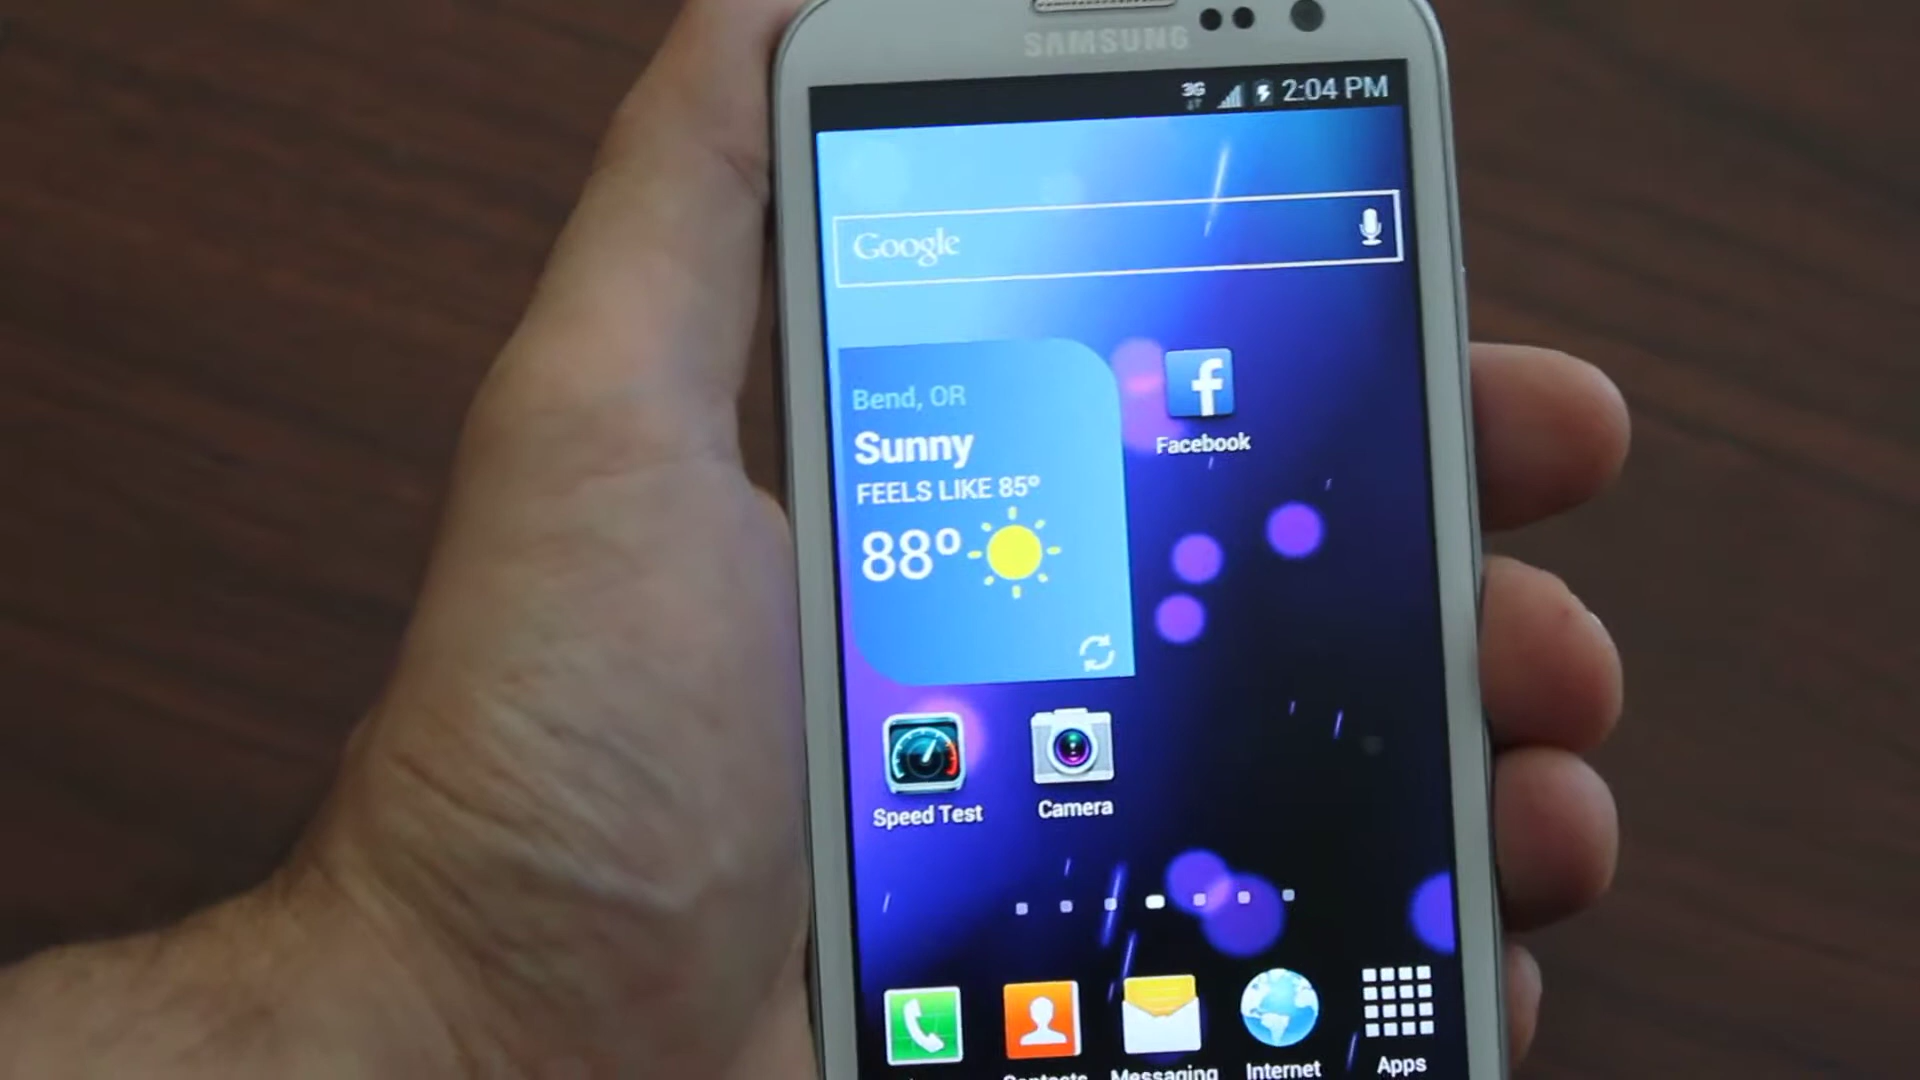 SAMSUNG
3G
2:04 PM
Google
Bend, OR
Sunny
FEELS LIKE 85°
88°
Facebook
Speed Test
Camera
Contacts
Messaging
Internet
Apps